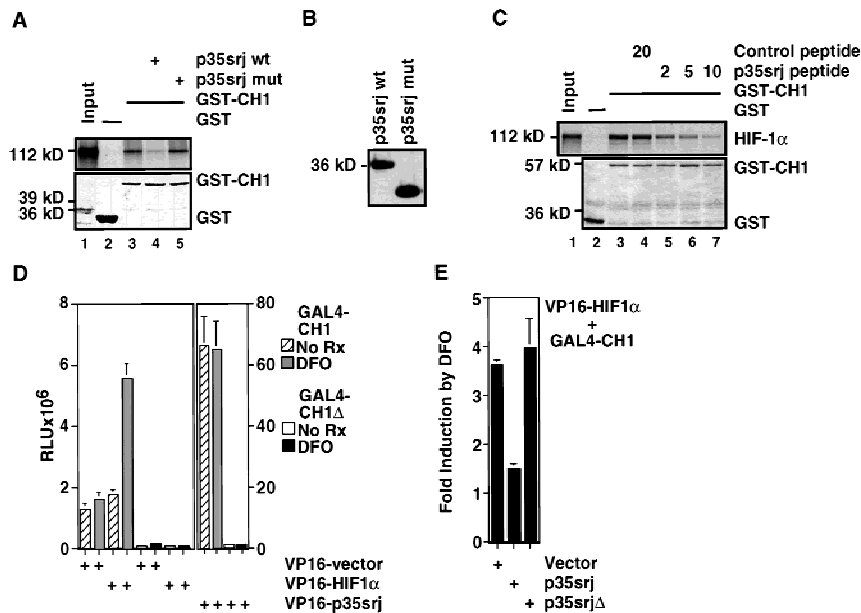 A
+ p35srj wt
+ p35srj mut
Input
GST-CH1
GST
112 kD
GST-CH1
39 kD
36 kD
GST
1 2 3 4 5
B
p35srj wt
p35srj mut
36 kD
C
20 Control peptide
2 5 10 p35srj peptide
Input
GST-CH1
GST
112 kD
HIF-1α
57 kD
GST-CH1
36 kD
GST
1 2 3 4 5 6 7
D
RLUx10⁶
8
6
4
2
0
80
60
40
20
0
GAL4-
CH1
No Rx
DFO
GAL4-
CH1Δ
No Rx
DFO
+ + + + VP16-vector
+ + + + VP16-HIF1α
+ + + + VP16-p35srj
E
Fold Induction by DFO
5
4
3
2
1
0
VP16-HIF1α
+
GAL4-CH1
+ Vector
+ p35srj
+ p35srjΔ